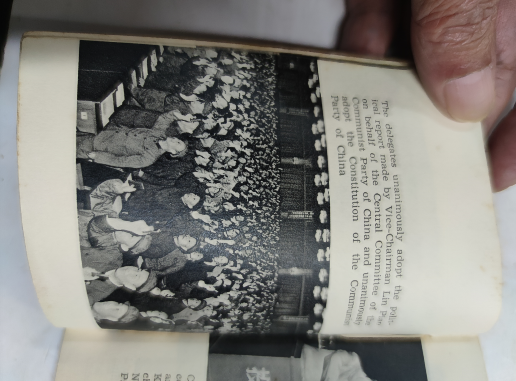 The delegates unanimously adopt the
ical report made by Vice-Chairman Lin Piao
on behalf of the Central Committee of the
Communist Party of China and unanimously
adopt the Constitution of the Communist
Party of China